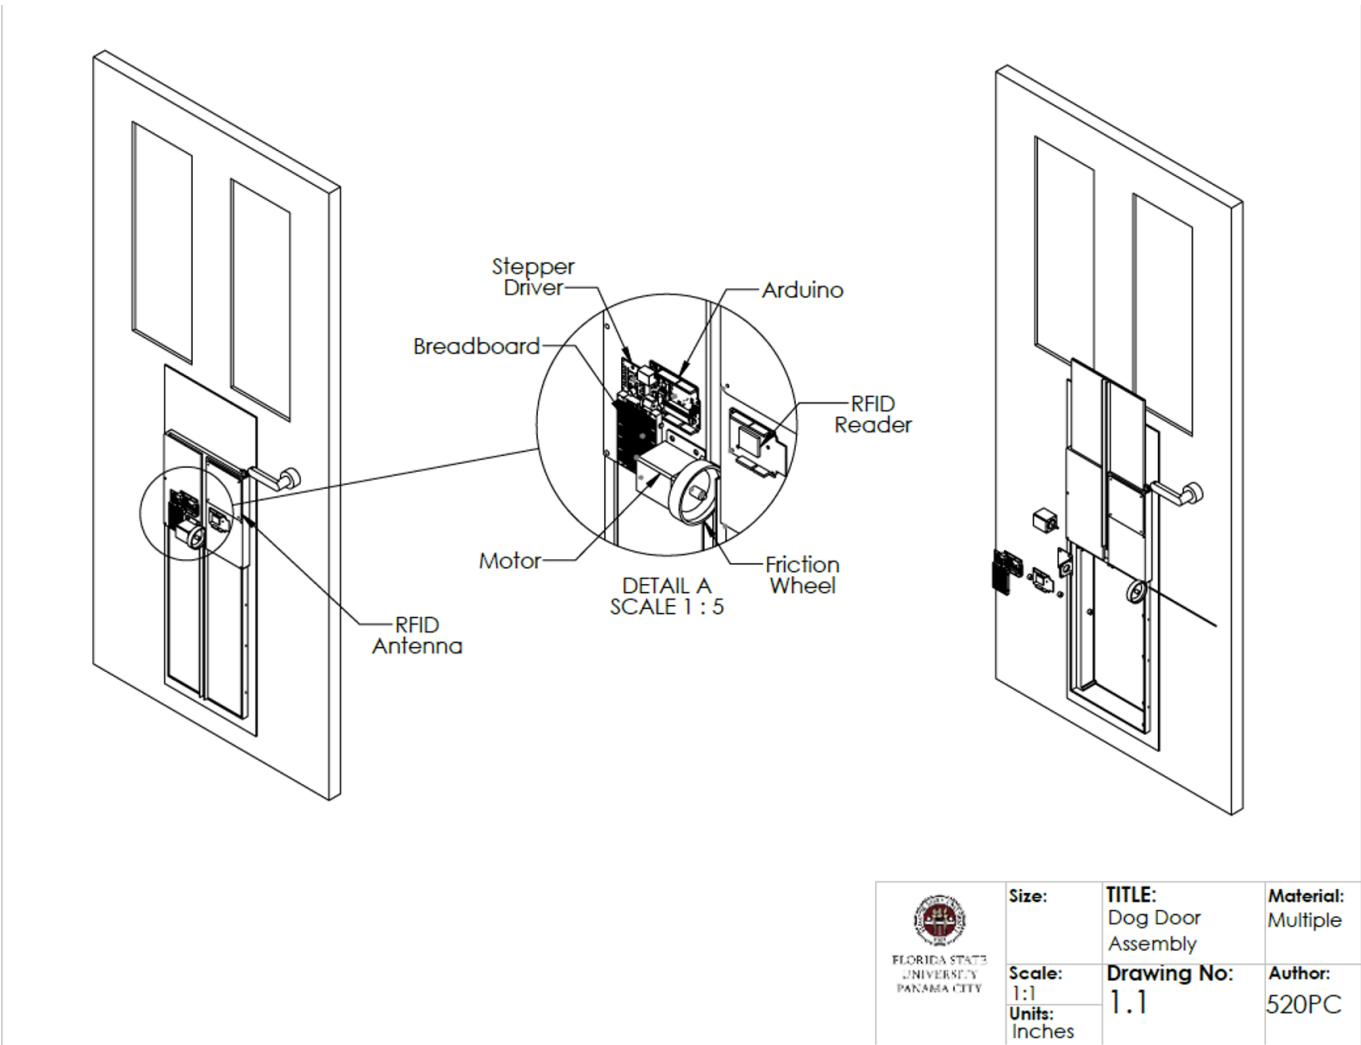 Stepper
Driver
Arduino
Breadboard
RFID
Reader
Motor
Friction
Wheel
DETAIL A
SCALE 1 : 5
RFID
Antenna
FLORIDA STATE
UNIVERSITY
PANAMA CITY
Size:
TITLE:
Dog Door
Assembly
Material:
Multiple
Scale:
1:1
Units:
Inches
Drawing No:
1.1
Author:
520PC